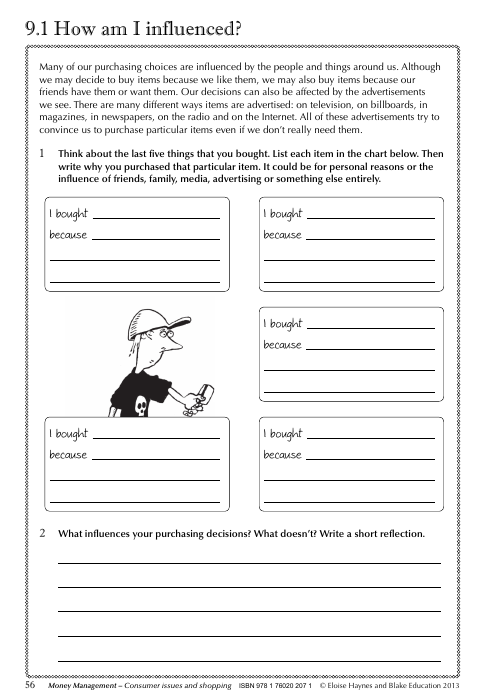 9.1 How am I influenced?
Many of our purchasing choices are influenced by the people and things around us. Although
we may decide to buy items because we like them, we may also buy items because our
friends have them or want them. Our decisions can also be affected by the advertisements
we see. There are many different ways items are advertised: on television, on billboards, in
magazines, in newspapers, on the radio and on the Internet. All of these advertisements try to
convince us to purchase particular items even if we don't really need them.
1 Think about the last five things that you bought. List each item in the chart below. Then
write why you purchased that particular item. It could be for personal reasons or the
influence of friends, family, media, advertising or something else entirely.
I bought
because
I bought
because
I bought
because
I bought
because
I bought
because
2 What influences your purchasing decisions? What doesn't? Write a short reflection.
56 Money Management – Consumer issues and shopping ISBN 978 1 76020 207 1 © Eloise Haynes and Blake Education 2013